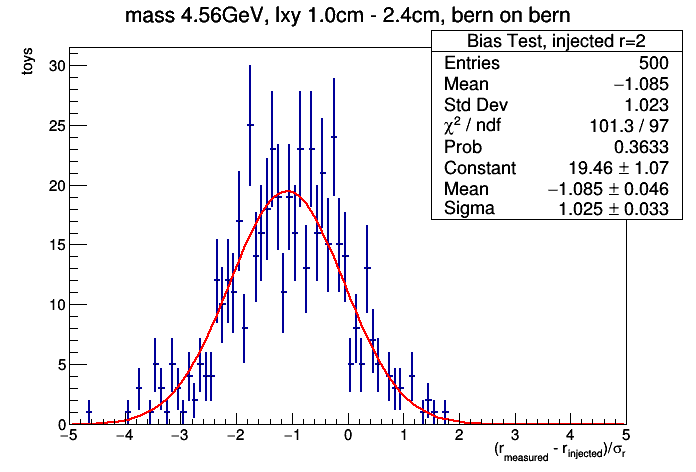 mass 4.56GeV, lxy 1.0cm - 2.4cm, bern on bern
Bias Test, injected r=2
Entries 500
Mean −1.085
Std Dev 1.023
χ² / ndf 101.3 / 97
Prob 0.3633
Constant 19.46 ± 1.07
Mean −1.085 ± 0.046
Sigma 1.025 ± 0.033
toys
30
25
20
15
10
5
0
−5 −4 −3 −2 −1 0 1 2 3 4 5
(r_measured - r_injected)/σ_r